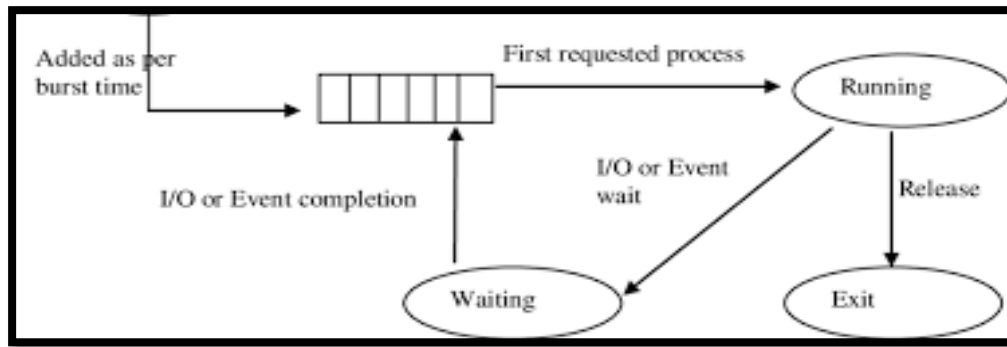 Added as per
burst time
First requested process
Running
I/O or Event completion
I/O or Event
wait
Release
Waiting
Exit